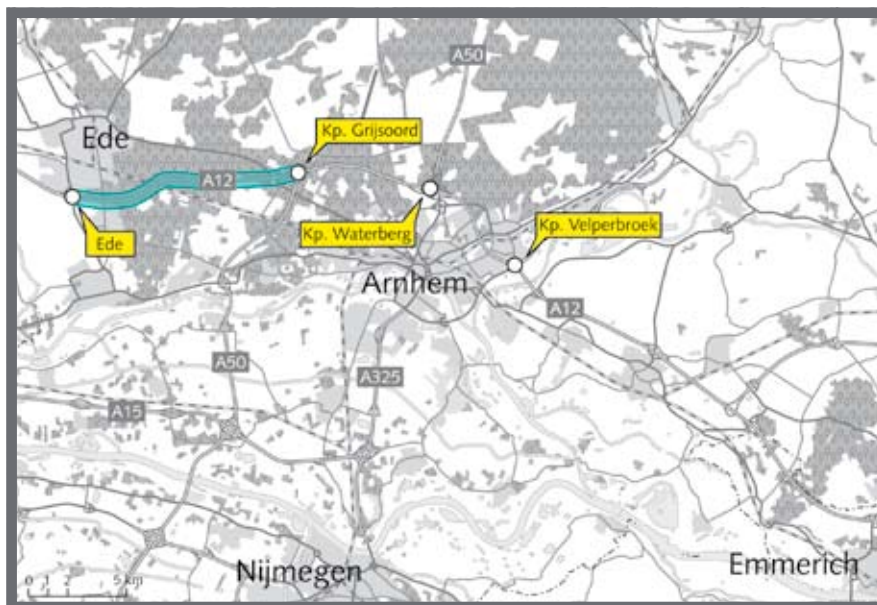 A50
Ede
Kp. Grijsoord
A12
Kp. Waterberg
Kp. Velperbroek
Ede
Arnhem
A12
A50
A325
A15
Nijmegen
Emmerich
0 1 2 5 km